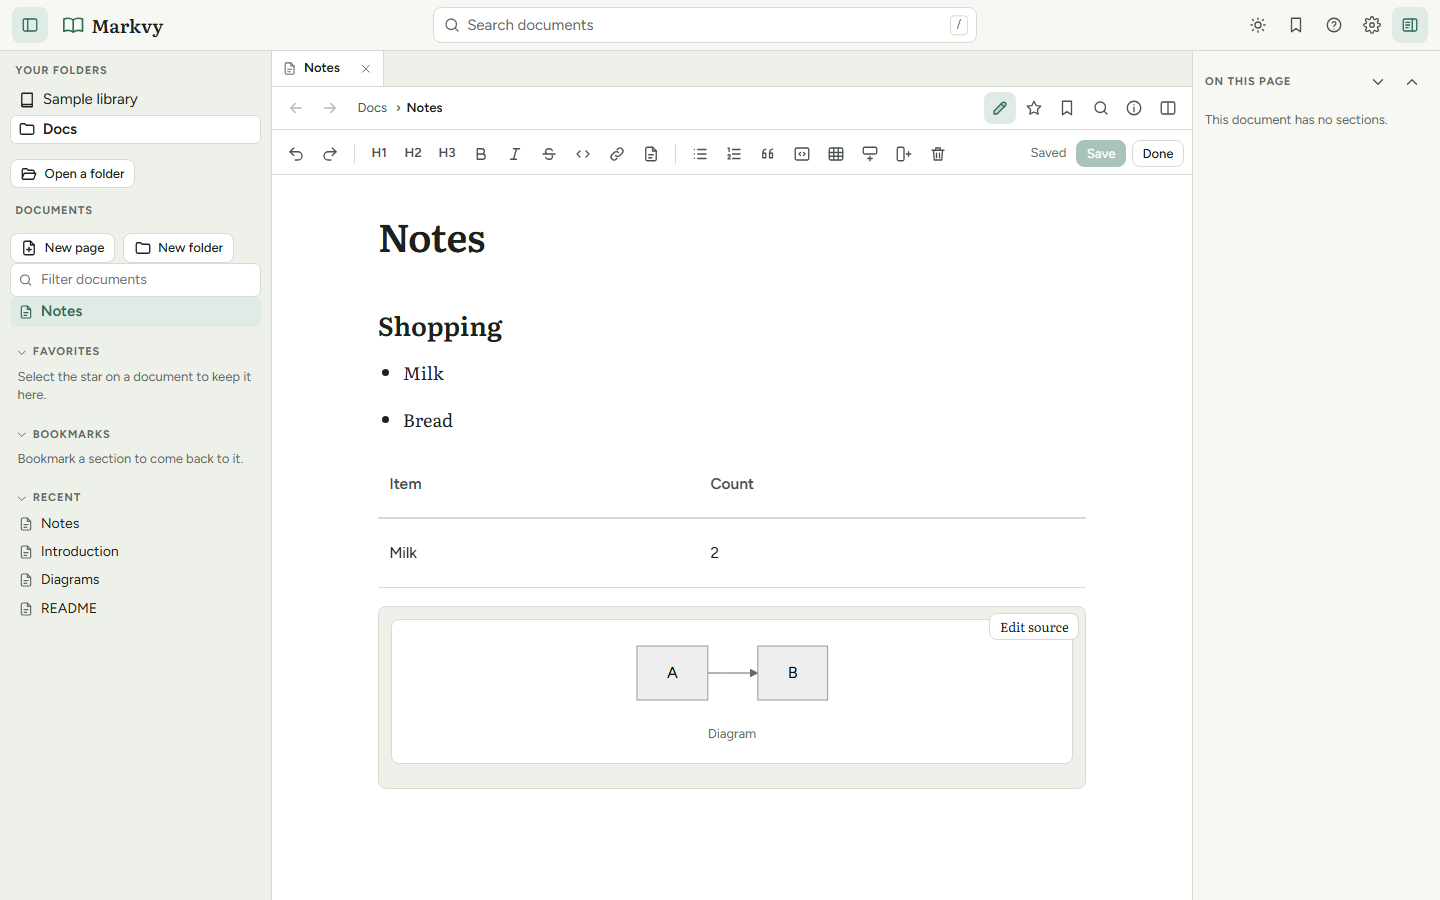 Markvy
Search documents
/
YOUR FOLDERS
Sample library
Docs
Open a folder
DOCUMENTS
New page
New folder
Filter documents
Notes
FAVORITES
Select the star on a document to keep it
here.
BOOKMARKS
Bookmark a section to come back to it.
RECENT
Notes
Introduction
Diagrams
README
Notes
Docs › Notes
H1 H2 H3 B I S
Saved
Save
Done
Notes
Shopping
• Milk
• Bread
Item Count
Milk 2
Edit source
A B
Diagram
ON THIS PAGE
This document has no sections.